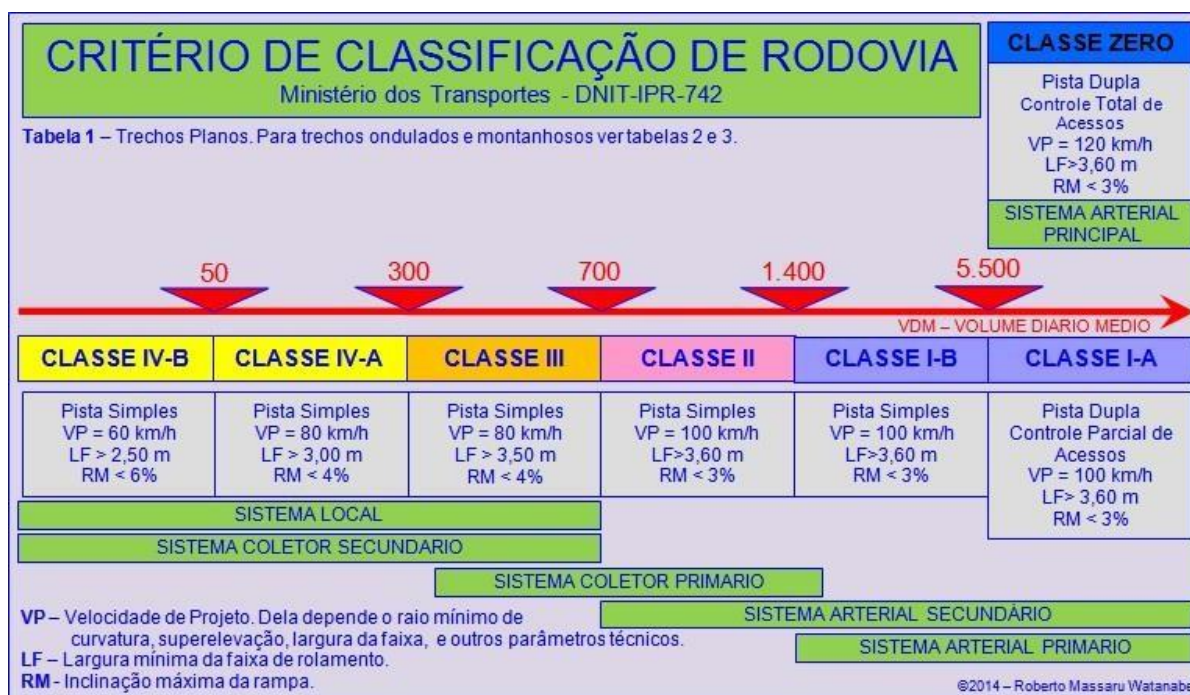 CRITÉRIO DE CLASSIFICAÇÃO DE RODOVIA
Ministério dos Transportes - DNIT-IPR-742
Tabela 1 – Trechos Planos. Para trechos ondulados e montanhosos ver tabelas 2 e 3.
CLASSE ZERO
Pista Dupla
Controle Total de
Acessos
VP = 120 km/h
LF>3,60 m
RM < 3%
SISTEMA ARTERIAL
PRINCIPAL
50
300
700
1.400
5.500
VDM – VOLUME DIARIO MEDIO
CLASSE IV-B
CLASSE IV-A
CLASSE III
CLASSE II
CLASSE I-B
CLASSE I-A
Pista Simples
VP = 60 km/h
LF > 2,50 m
RM < 6%
Pista Simples
VP = 80 km/h
LF > 3,00 m
RM < 4%
Pista Simples
VP = 80 km/h
LF > 3,50 m
RM < 4%
Pista Simples
VP = 100 km/h
LF>3,60 m
RM < 3%
Pista Simples
VP = 100 km/h
LF>3,60 m
RM < 3%
Pista Dupla
Controle Parcial de
Acessos
VP = 100 km/h
LF> 3,60 m
RM < 3%
SISTEMA LOCAL
SISTEMA COLETOR SECUNDARIO
SISTEMA COLETOR PRIMARIO
SISTEMA ARTERIAL SECUNDÁRIO
SISTEMA ARTERIAL PRIMARIO
VP – Velocidade de Projeto. Dela depende o raio mínimo de
curvatura, superelevação, largura da faixa, e outros parâmetros técnicos.
LF – Largura mínima da faixa de rolamento.
RM - Inclinação máxima da rampa.
©2014 – Roberto Massaru Watanabe